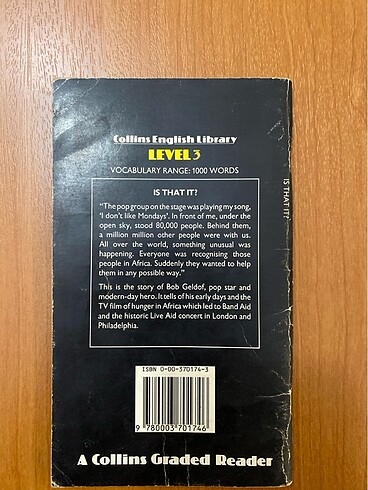 Collins English Library
LEVEL 3
VOCABULARY RANGE: 1000 WORDS
IS THAT IT?
"The pop group on the stage was playing my song,
'I don't like Mondays'. In front of me, under the
open sky, stood 80,000 people. Behind them,
a million million other people were with us.
All over the world, something unusual was
happening. Everyone was recognising those
people in Africa. Suddenly they wanted to help
them in any possible way."
This is the story of Bob Geldof, pop star and
modern-day hero. It tells of his early days and the
TV film of hunger in Africa which led to Band Aid
and the historic Live Aid concert in London and
Philadelphia.
IS THAT IT?
ISBN 0-00-370174-3
9 780003 701746
A Collins Graded Reader